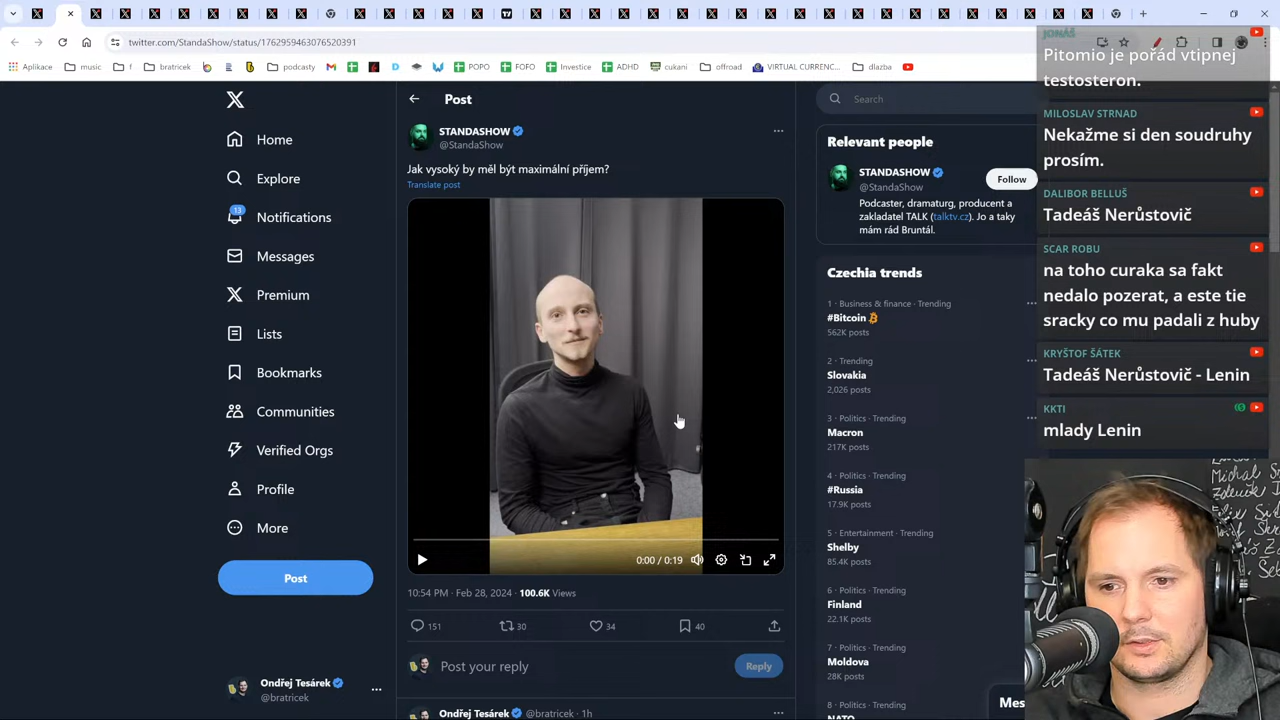 twitter.com/StandaShow/status/1762959463076520391
Aplikace
music
f
bratricek
podcasty
POPO
FOFO
Investice
ADHD
cukani
offroad
VIRTUAL CURRENC...
dlazba
Home
Explore
13
Notifications
Messages
Premium
Lists
Bookmarks
Communities
Verified Orgs
Profile
More
Post
Ondřej Tesárek
@bratricek
Post
STANDASHOW
@StandaShow
Jak vysoký by měl být maximální příjem?
Translate post
0:00 / 0:19
10:54 PM · Feb 28, 2024 · 100.6K Views
151
30
34
40
Post your reply
Reply
Ondřej Tesárek @bratricek · 1h
Search
Relevant people
STANDASHOW
@StandaShow
Follow
Podcaster, dramaturg, producent a
zakladatel TALK (talktv.cz). Jo a taky
mám rád Bruntál.
Czechia trends
1 · Business & finance · Trending
#Bitcoin
562K posts
2 · Trending
Slovakia
2,026 posts
3 · Politics · Trending
Macron
217K posts
4 · Politics · Trending
#Russia
17.9K posts
5 · Entertainment · Trending
Shelby
85.4K posts
6 · Politics · Trending
Finland
22.1K posts
7 · Politics · Trending
Moldova
28K posts
8 · Politics · Trending
NATO
Mes
JONÁŠ
Pitomio je pořád vtipnej
testosteron.
MILOSLAV STRNAD
Nekažme si den soudruhy
prosím.
DALIBOR BELLUŠ
Tadeáš Nerůstovič
SCAR ROBU
na toho curaka sa fakt
nedalo pozerat, a este tie
sracky co mu padali z huby
KRYŠTOF ŠÁTEK
Tadeáš Nerůstovič - Lenin
KKTI
mlady Lenin
Michal